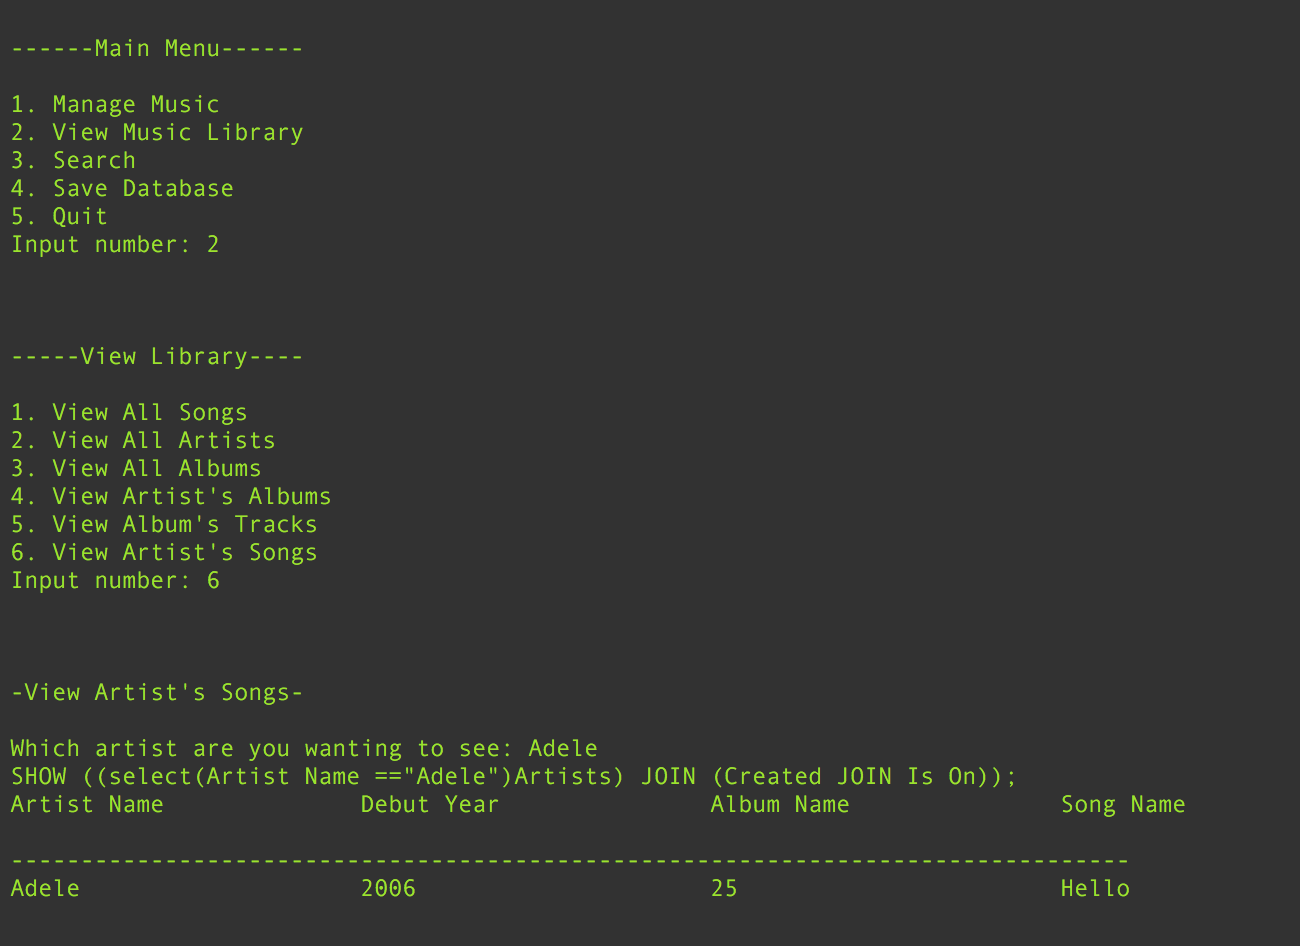 ------Main Menu------
1. Manage Music
2. View Music Library
3. Search
4. Save Database
5. Quit
Input number: 2
-----View Library----
1. View All Songs
2. View All Artists
3. View All Albums
4. View Artist's Albums
5. View Album's Tracks
6. View Artist's Songs
Input number: 6
-View Artist's Songs-
Which artist are you wanting to see: Adele
SHOW ((select(Artist Name =="Adele")Artists) JOIN (Created JOIN Is On));
Artist Name              Debut Year               Album Name               Song Name
--------------------------------------------------------------------------------
Adele                    2006                     25                       Hello